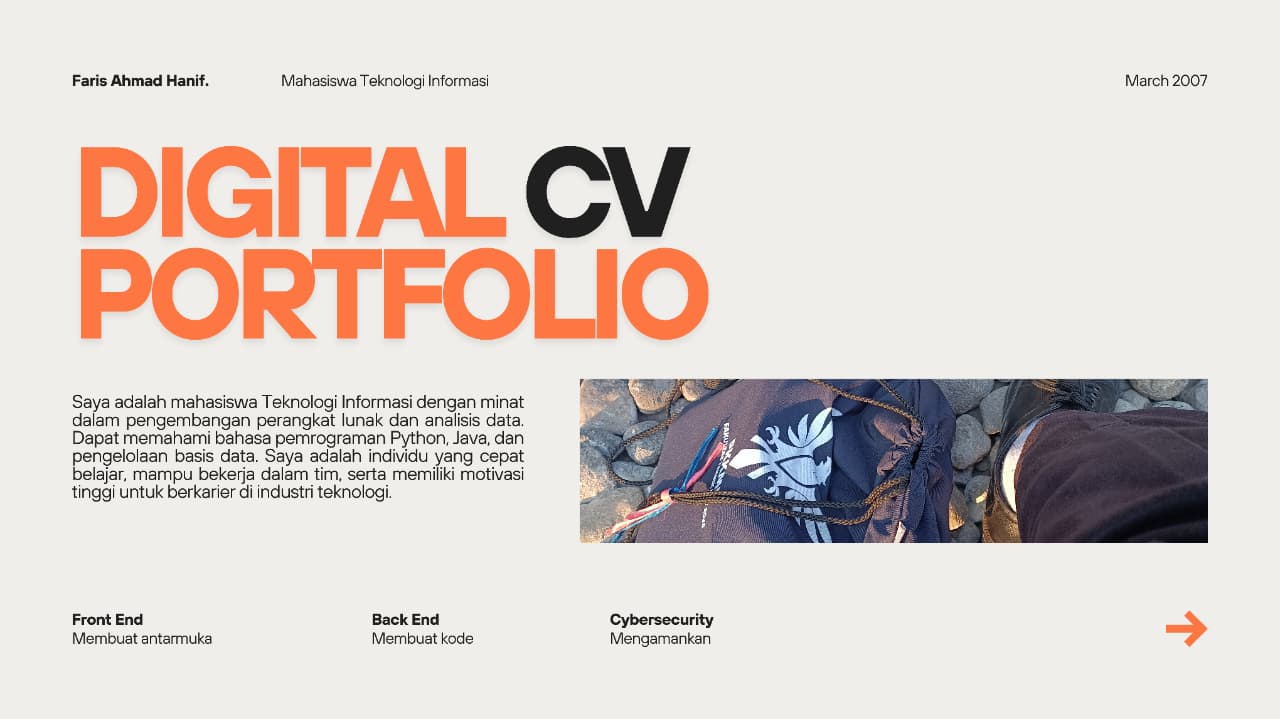 Faris Ahmad Hanif.
Mahasiswa Teknologi Informasi
March 2007
DIGITAL CV
PORTFOLIO
Saya adalah mahasiswa Teknologi Informasi dengan minat
dalam pengembangan perangkat lunak dan analisis data.
Dapat memahami bahasa pemrograman Python, Java, dan
pengelolaan basis data. Saya adalah individu yang cepat
belajar, mampu bekerja dalam tim, serta memiliki motivasi
tinggi untuk berkarier di industri teknologi.
Front End
Membuat antarmuka
Back End
Membuat kode
Cybersecurity
Mengamankan